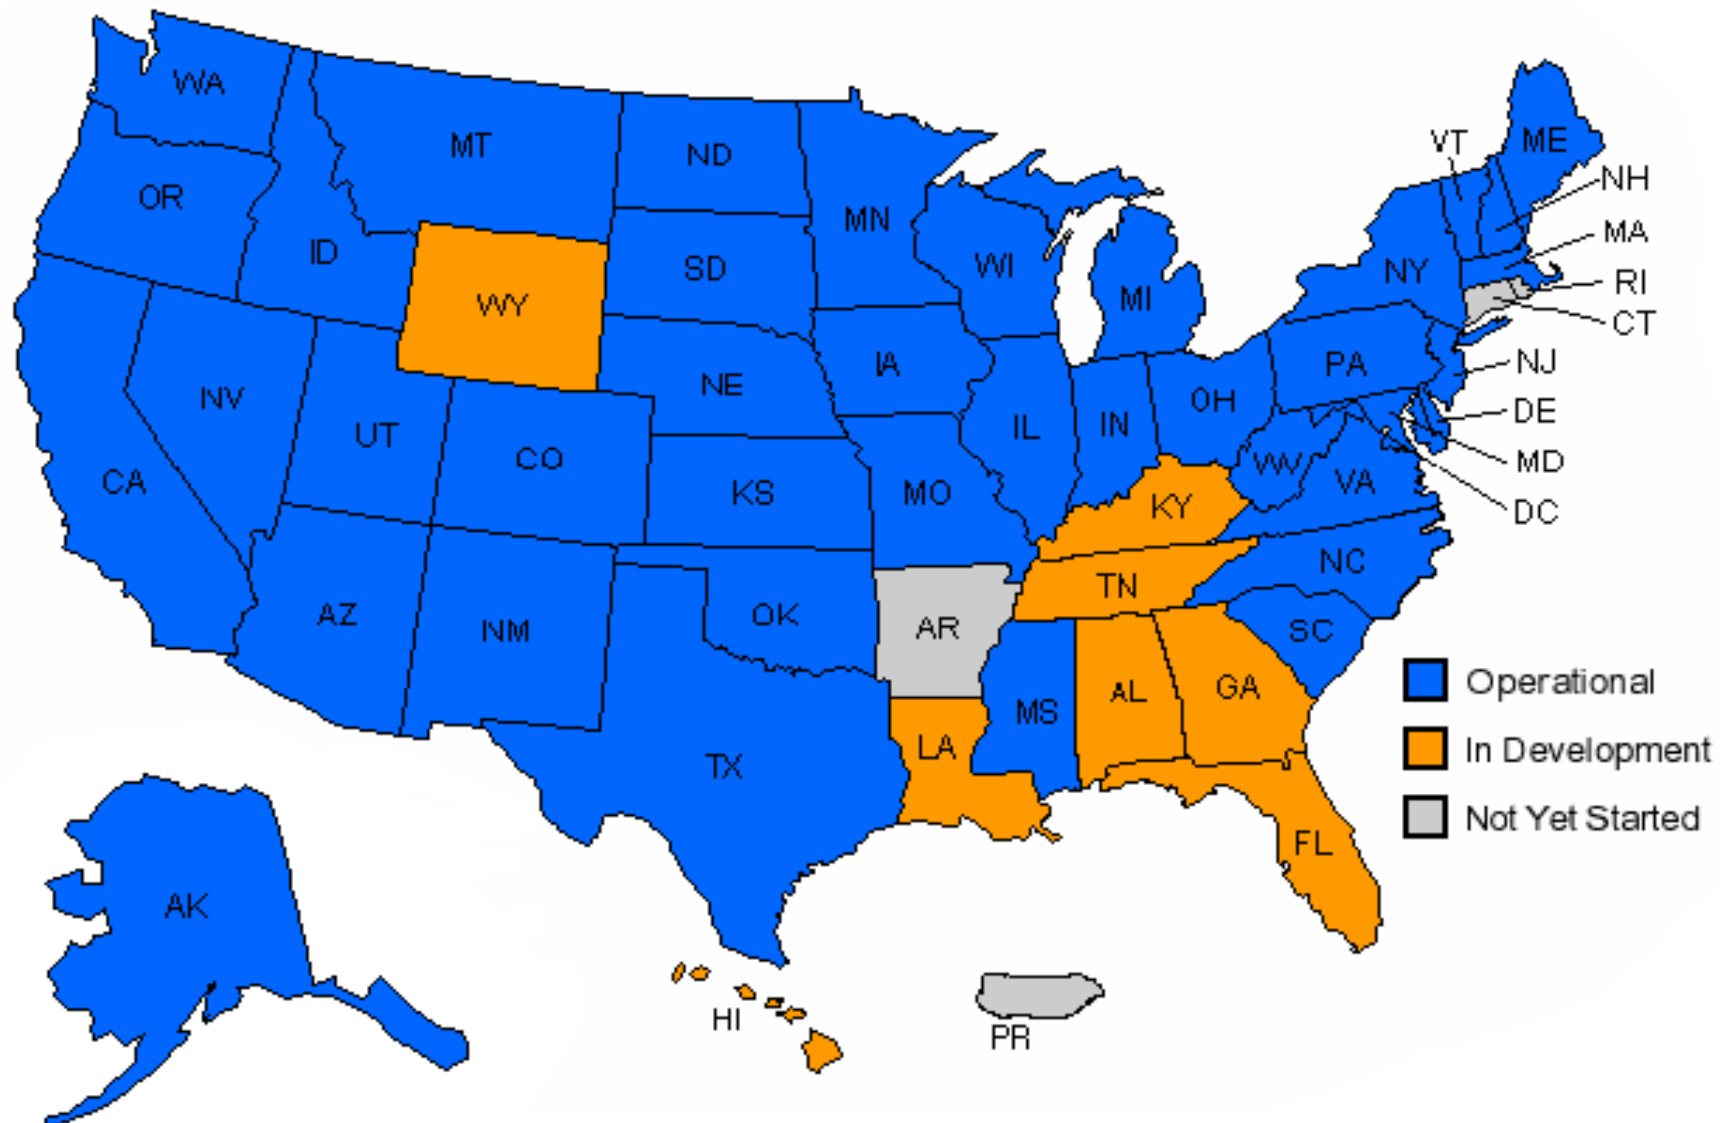 WA
MT
ND
MN
VT
ME
NH
OR
ID
WY
SD
WI
MI
NY
MA
RI
CT
NV
UT
CO
NE
IA
IL
IN
OH
PA
NJ
DE
MD
DC
CA
KS
MO
KY
WV
VA
AZ
NM
OK
AR
TN
NC
SC
TX
LA
MS
AL
GA
FL
Operational
In Development
Not Yet Started
AK
HI
PR